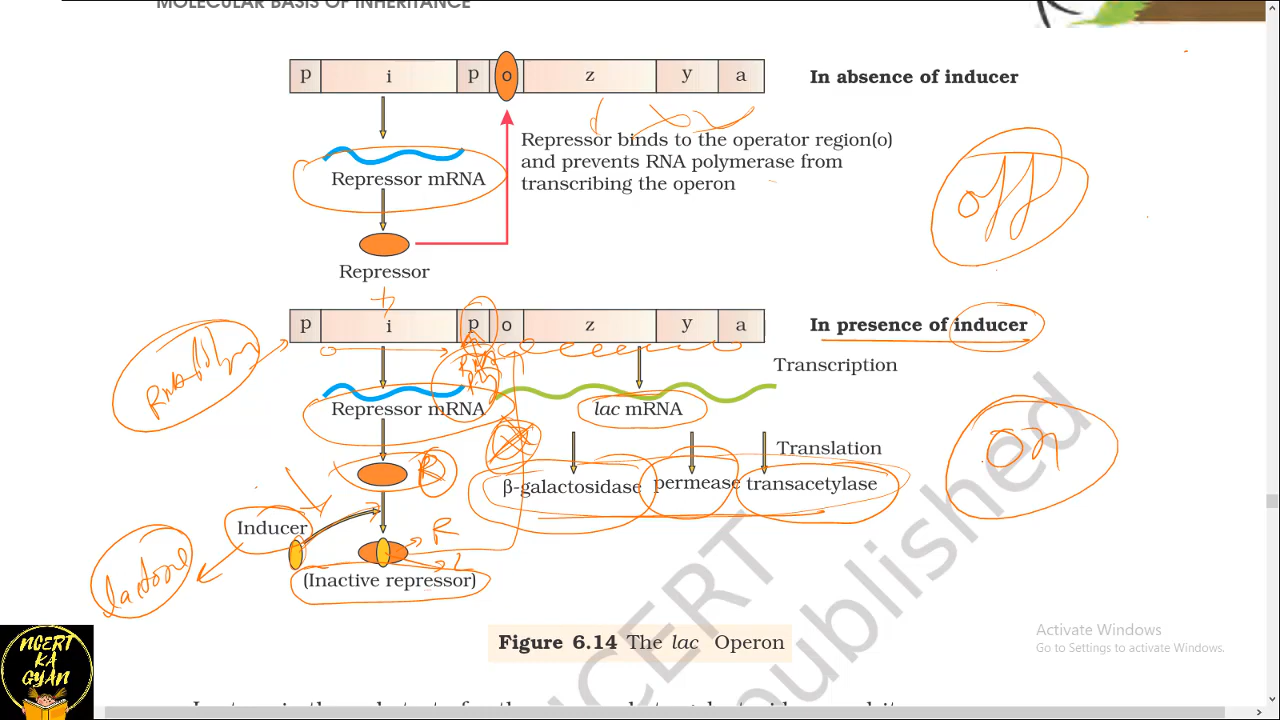 MOLECULAR BASIS OF INHERITANCE
p i p o z y a In absence of inducer
Repressor binds to the operator region(o)
and prevents RNA polymerase from
transcribing the operon
Repressor mRNA
off
Repressor
p i p o z y a In presence of inducer
Transcription
Repressor mRNA
lac mRNA
on
Translation
R
β-galactosidase permease transacetylase
Inducer
R
L
lactose
(Inactive repressor)
Figure 6.14 The lac Operon
NCERT
KA
GYAN
NCERT
published
Activate Windows
Go to Settings to activate Windows.